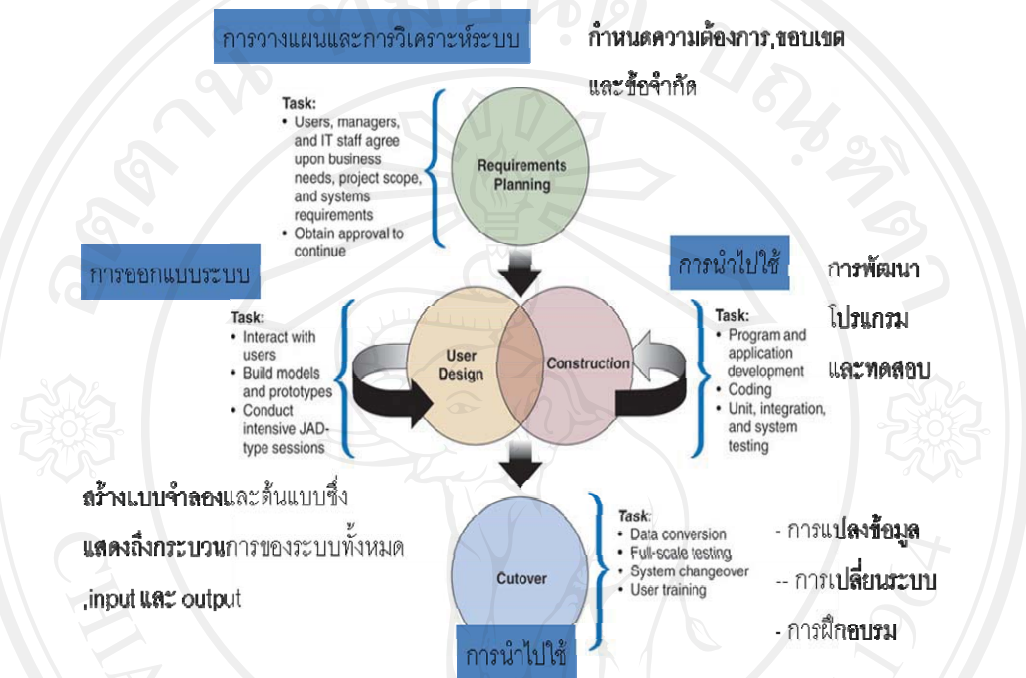 การวางแผนและการวิเคราะห์ระบบ
กำหนดความต้องการ,ขอบเขต
และข้อจำกัด
Task:
• Users, managers,
and IT staff agree
upon business
needs, project scope,
and systems
requirements
• Obtain approval to
continue
Requirements
Planning
การออกแบบระบบ
Task:
• Interact with
users
• Build models
and prototypes
• Conduct
intensive JAD-
type sessions
User
Design
Construction
การนำไปใช้
Task:
• Program and
application
development
• Coding
• Unit, integration,
and system
testing
การพัฒนา
โปรแกรม
และทดสอบ
สร้างแบบจำลองและต้นแบบซึ่ง
แสดงถึงกระบวนการของระบบทั้งหมด
,input และ output
Cutover
การนำไปใช้
Task:
• Data conversion
• Full-scale testing
• System changeover
• User training
- การแปลงข้อมูล
-- การเปลี่ยนระบบ
- การฝึกอบรม